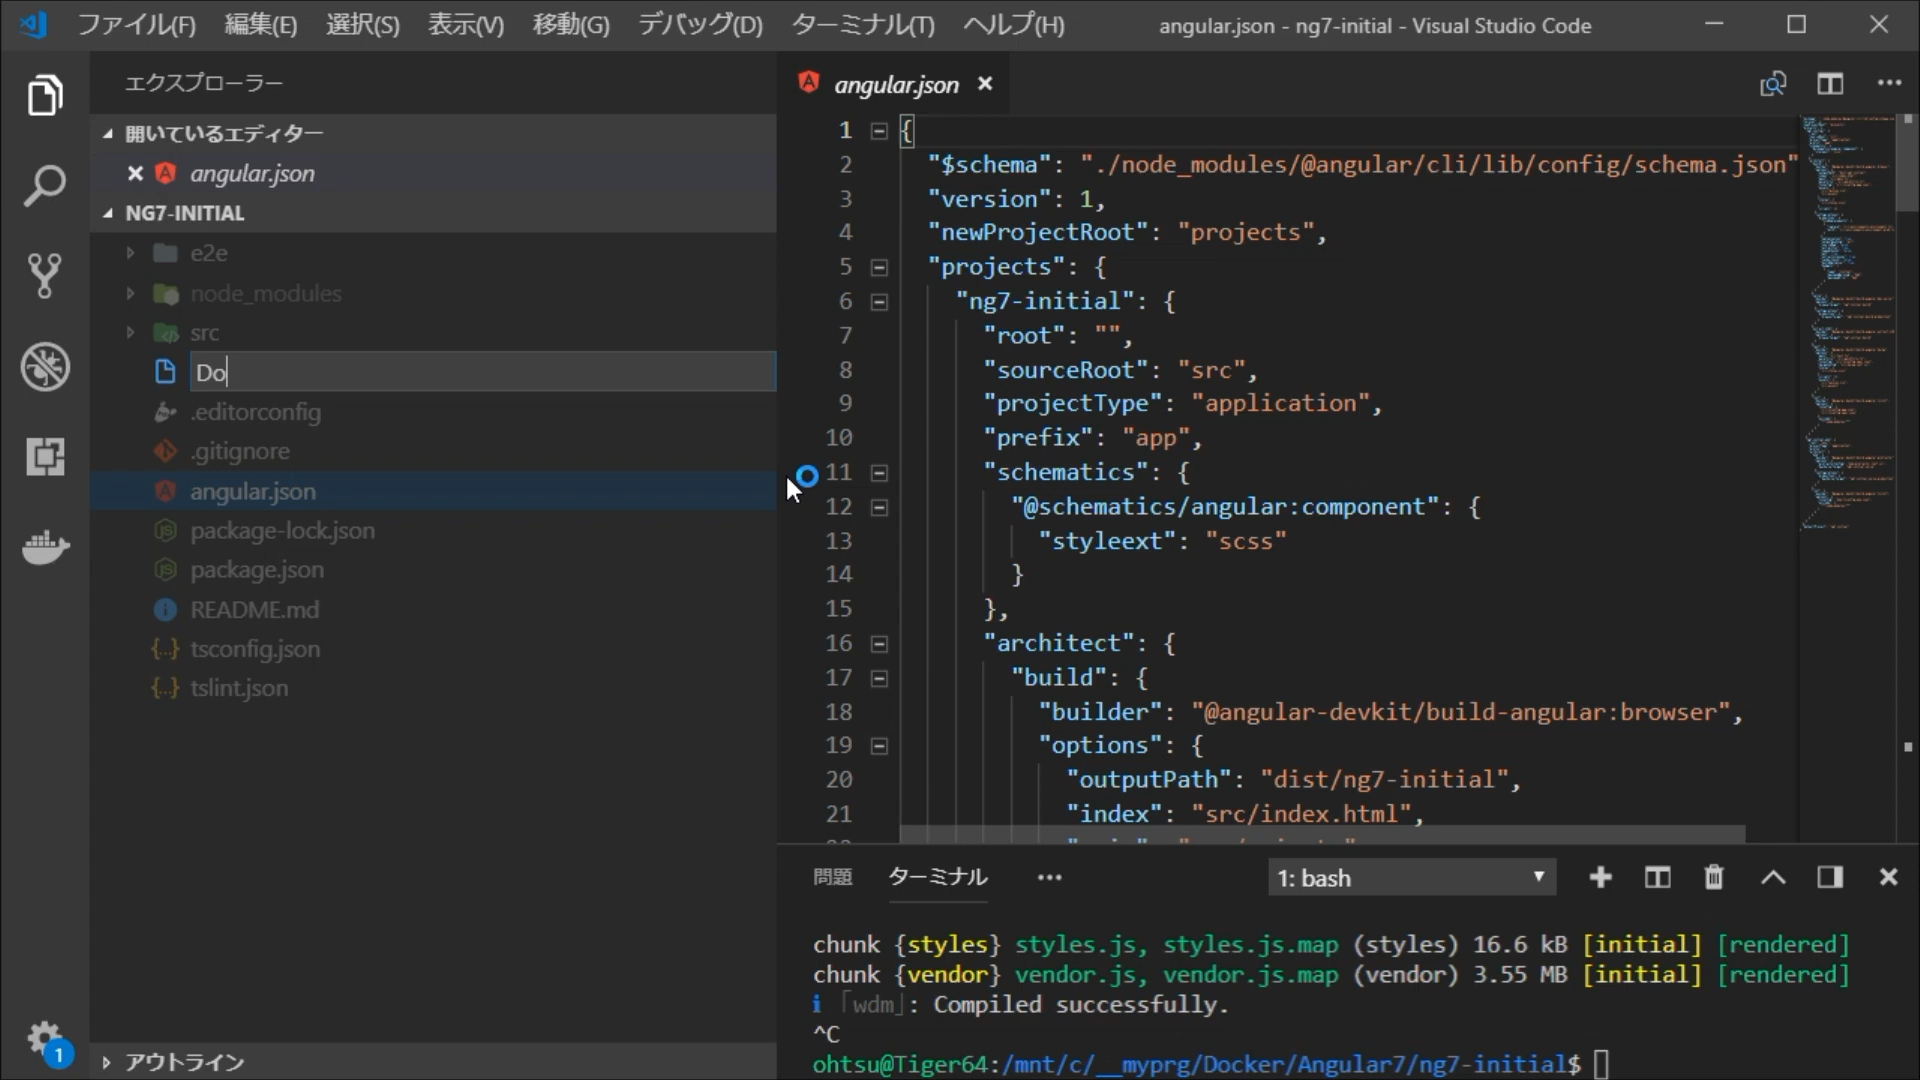 ファイル(F) 編集(E) 選択(S) 表示(V) 移動(G) デバッグ(D) ターミナル(T) ヘルプ(H) angular.json - ng7-initial - Visual Studio Code
エクスプローラー
開いているエディター
angular.json
NG7-INITIAL
e2e
node_modules
src
Do
.editorconfig
.gitignore
angular.json
package-lock.json
package.json
README.md
tsconfig.json
tslint.json
アウトライン
1
angular.json
1 {
2 "$schema": "./node_modules/@angular/cli/lib/config/schema.json"
3 "version": 1,
4 "newProjectRoot": "projects",
5 "projects": {
6 "ng7-initial": {
7 "root": "",
8 "sourceRoot": "src",
9 "projectType": "application",
10 "prefix": "app",
11 "schematics": {
12 "@schematics/angular:component": {
13 "styleext": "scss"
14 }
15 },
16 "architect": {
17 "build": {
18 "builder": "@angular-devkit/build-angular:browser",
19 "options": {
20 "outputPath": "dist/ng7-initial",
21 "index": "src/index.html",
問題 ターミナル 1: bash
chunk {styles} styles.js, styles.js.map (styles) 16.6 kB [initial] [rendered]
chunk {vendor} vendor.js, vendor.js.map (vendor) 3.55 MB [initial] [rendered]
ℹ ｢wdm｣: Compiled successfully.
^C
ohtsu@Tiger64:/mnt/c/__myprg/Docker/Angular7/ng7-initial$